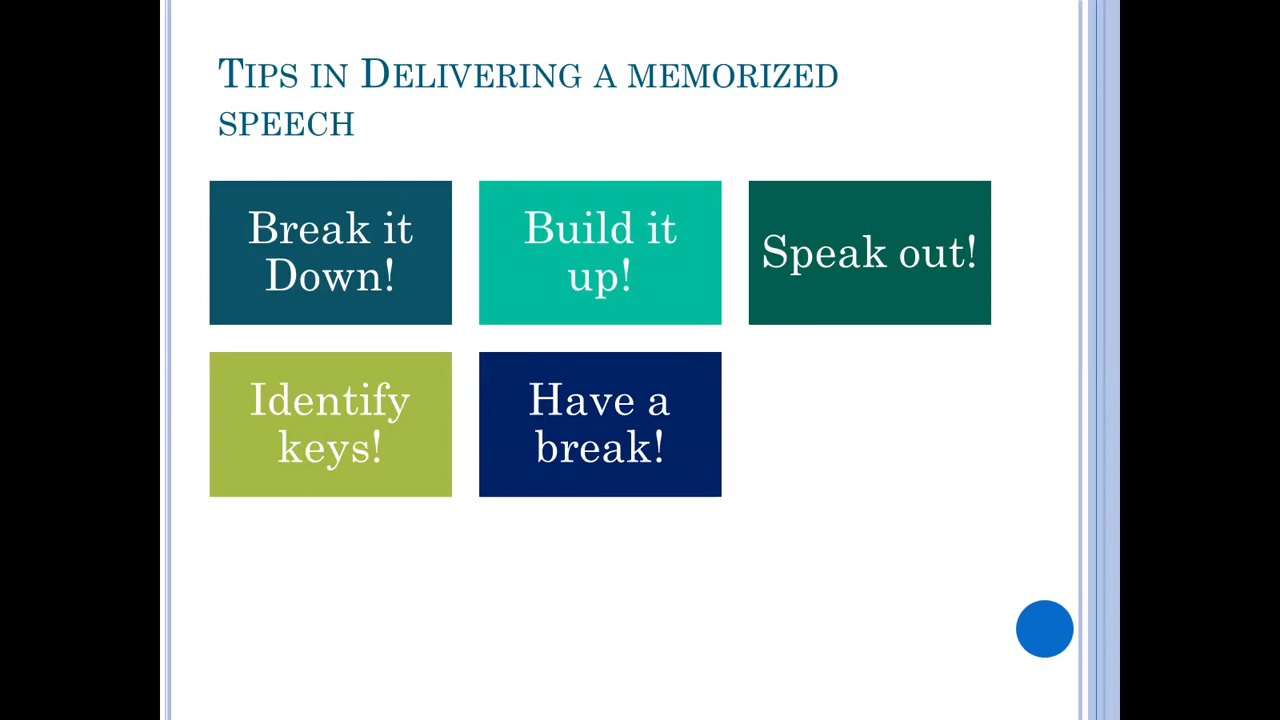 Tips in Delivering a memorized
speech
Break it
Down!
Build it
up!
Speak out!
Identify
keys!
Have a
break!